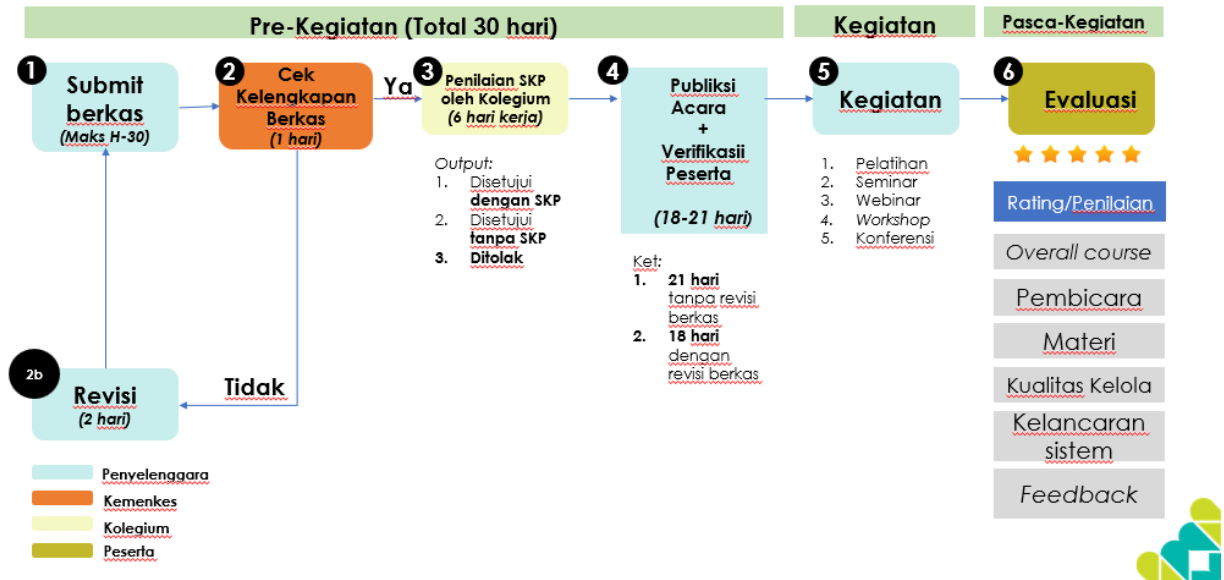 Pre-Kegiatan (Total 30 hari)
Kegiatan
Pasca-Kegiatan
1
Submit
berkas
(Maks H-30)
2
Cek
Kelengkapan
Berkas
(1 hari)
Ya
3
Penilaian SKP
oleh Kolegium
(6 hari kerja)
Output:
1. Disetujui
dengan SKP
2. Disetujui
tanpa SKP
3. Ditolak
4
Publiksi
Acara
+
Verifikasii
Peserta
(18-21 hari)
Ket:
1. 21 hari
tanpa revisi
berkas
2. 18 hari
dengan
revisi berkas
5
Kegiatan
1. Pelatihan
2. Seminar
3. Webinar
4. Workshop
5. Konferensi
6
Evaluasi
Rating/Penilaian
Overall course
Pembicara
Materi
Kualitas Kelola
Kelancaran
sistem
Feedback
2b
Revisi
(2 hari)
Tidak
Penyelenggara
Kemenkes
Kolegium
Peserta